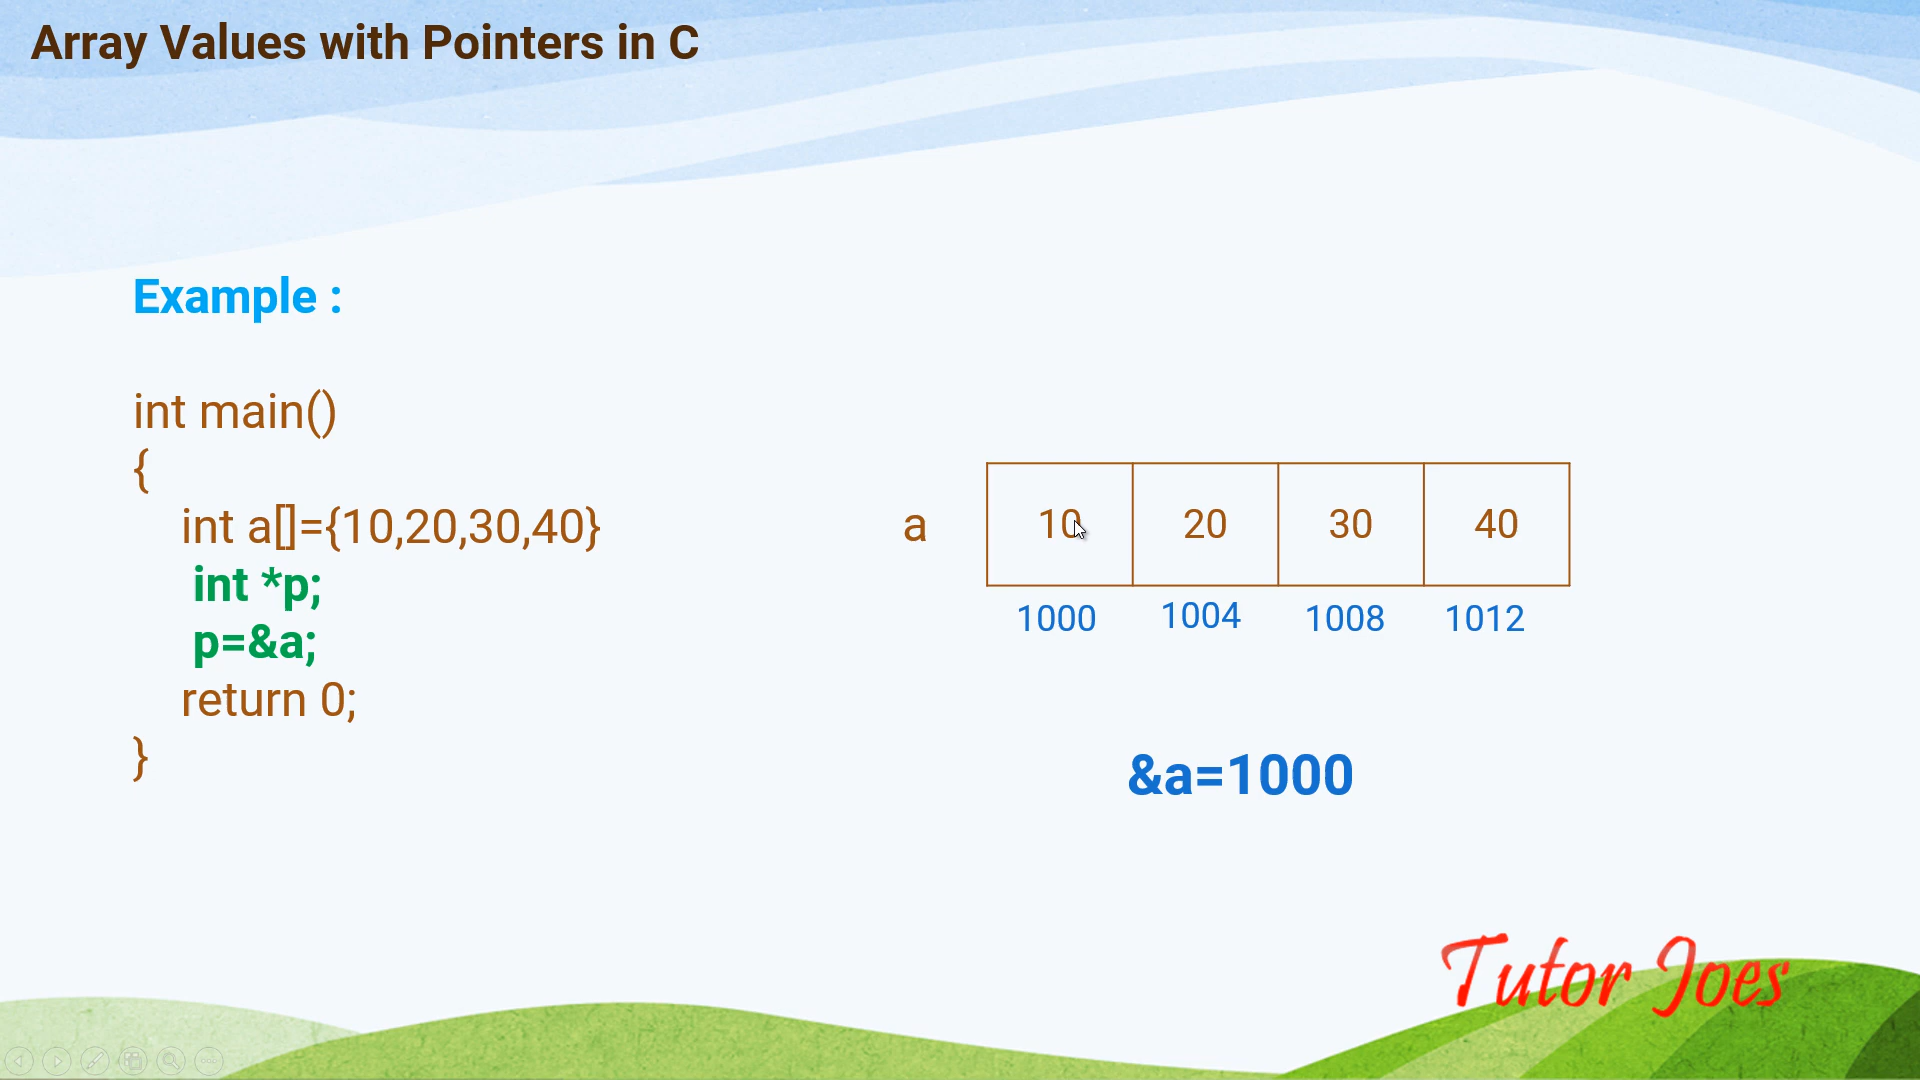 Array Values with Pointers in C
Example :
int main()
{
int a[]={10,20,30,40}
int *p;
p=&a;
return 0;
}
a 10 20 30 40
1000 1004 1008 1012
&a=1000
Tutor Joes